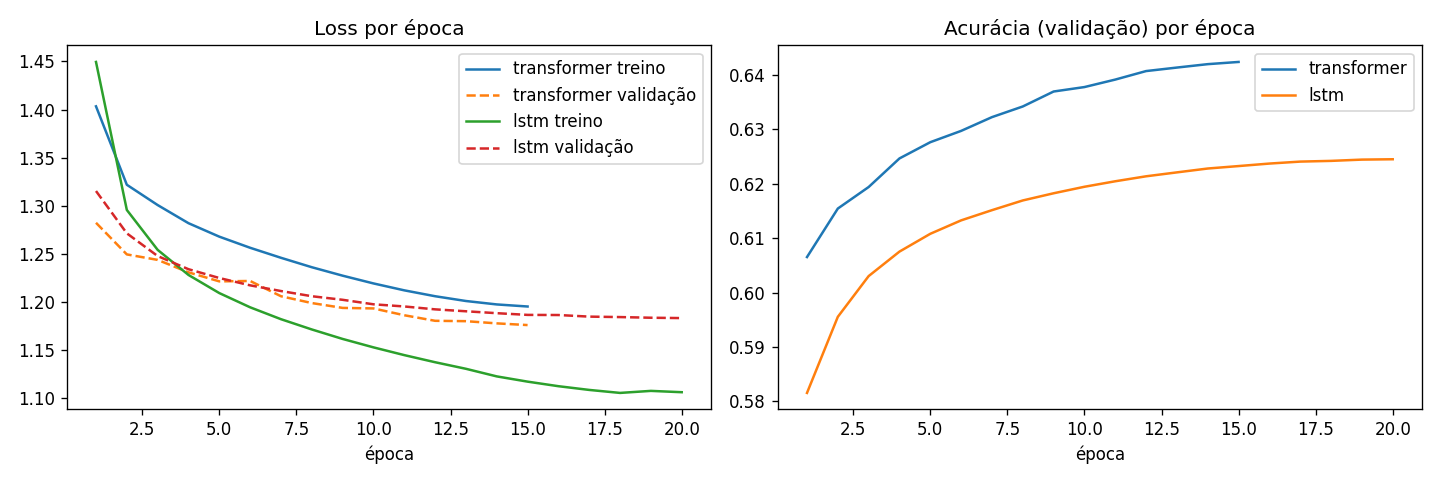 Loss por época
1.45
1.40
1.35
1.30
1.25
1.20
1.15
1.10
transformer treino
transformer validação
lstm treino
lstm validação
2.5 5.0 7.5 10.0 12.5 15.0 17.5 20.0
época
Acurácia (validação) por época
0.64
0.63
0.62
0.61
0.60
0.59
0.58
transformer
lstm
2.5 5.0 7.5 10.0 12.5 15.0 17.5 20.0
época